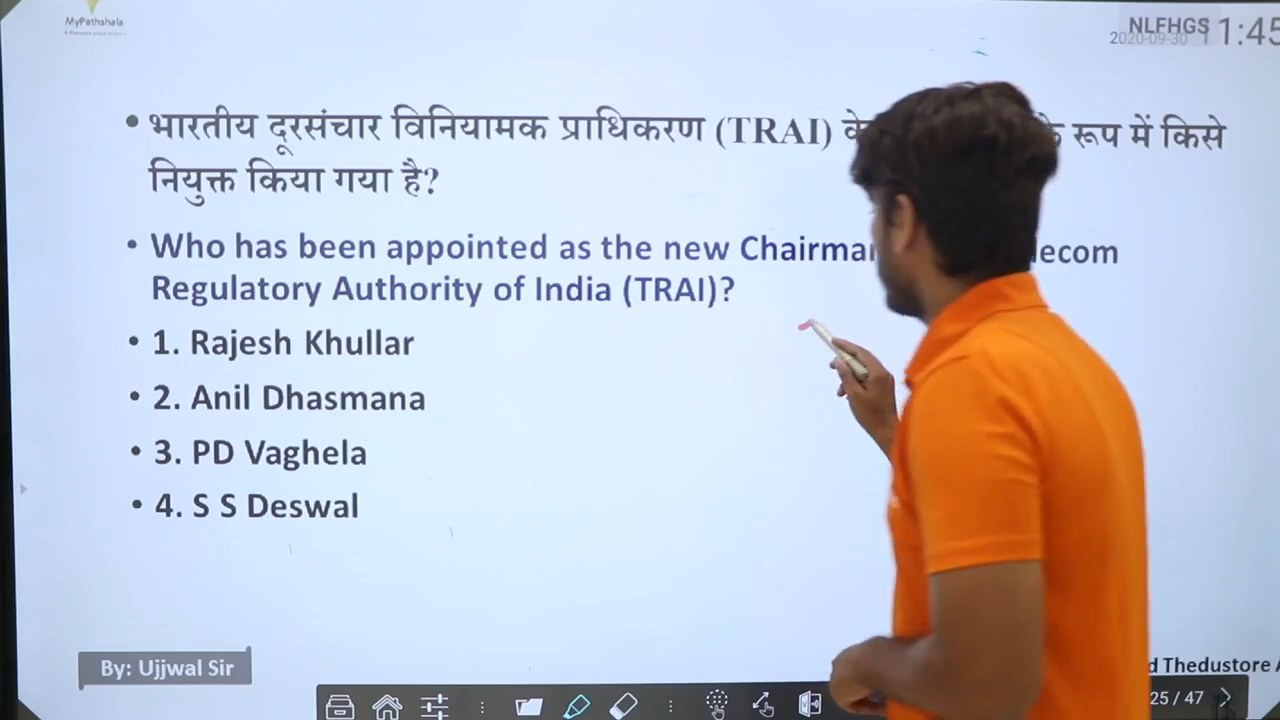 MyPathshala
NLFHGS
2020-09-30
1:45
• भारतीय दूरसंचार विनियामक प्राधिकरण (TRAI) के रूप में किसे
नियुक्त किया गया है?
• Who has been appointed as the new Chairman
Regulatory Authority of India (TRAI)?
• 1. Rajesh Khullar
• 2. Anil Dhasmana
• 3. PD Vaghela
• 4. S S Deswal
By: Ujjwal Sir
d Thedustore A
25 / 47